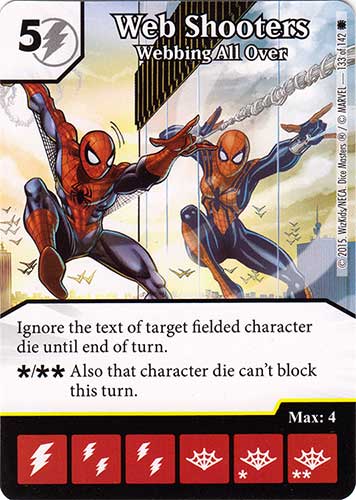 5
Web Shooters
Webbing All Over
© 2015. WizKids/NECA. Dice Masters ® / © MARVEL — 133 of 142
Ignore the text of target fielded character
die until end of turn.
*/** Also that character die can't block
this turn.
Max: 4
*
**